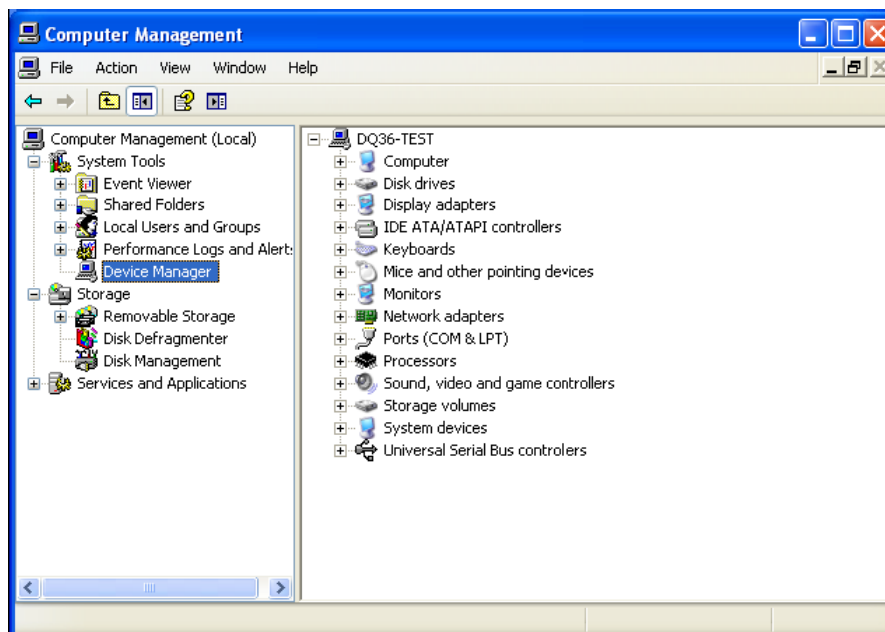 Computer Management
File Action View Window Help
Computer Management (Local)
System Tools
Event Viewer
Shared Folders
Local Users and Groups
Performance Logs and Alert:
Device Manager
Storage
Removable Storage
Disk Defragmenter
Disk Management
Services and Applications
DQ36-TEST
Computer
Disk drives
Display adapters
IDE ATA/ATAPI controllers
Keyboards
Mice and other pointing devices
Monitors
Network adapters
Ports (COM & LPT)
Processors
Sound, video and game controllers
Storage volumes
System devices
Universal Serial Bus controlers